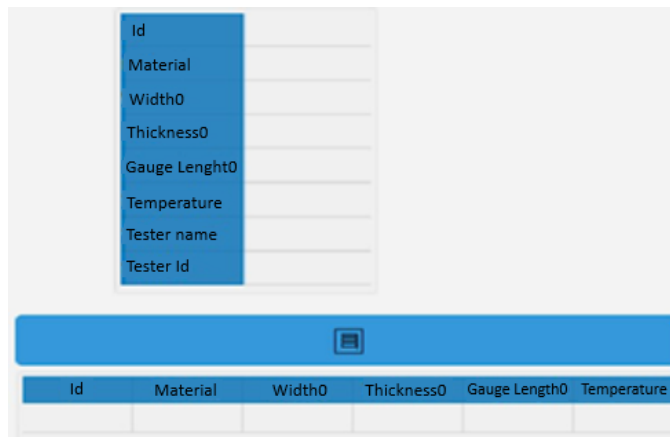 Id
Material
Width0
Thickness0
Gauge Lenght0
Temperature
Tester name
Tester Id
Id Material Width0 Thickness0 Gauge Length0 Temperature